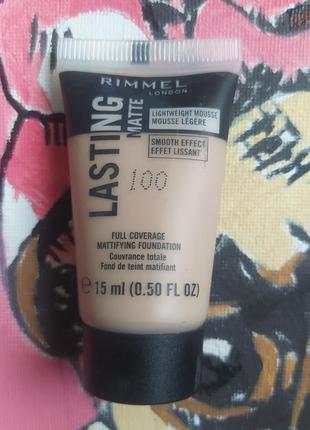 RIMMEL
LONDON
LASTING
MATTE
LIGHTWEIGHT MOUSSE
MOUSSE LÉGÈRE
SMOOTH EFFECT
EFFET LISSANT
100
FULL COVERAGE
MATTIFYING FOUNDATION
Couvrance totale
Fond de teint matifiant
℮ 15 ml (0.50 FL OZ)